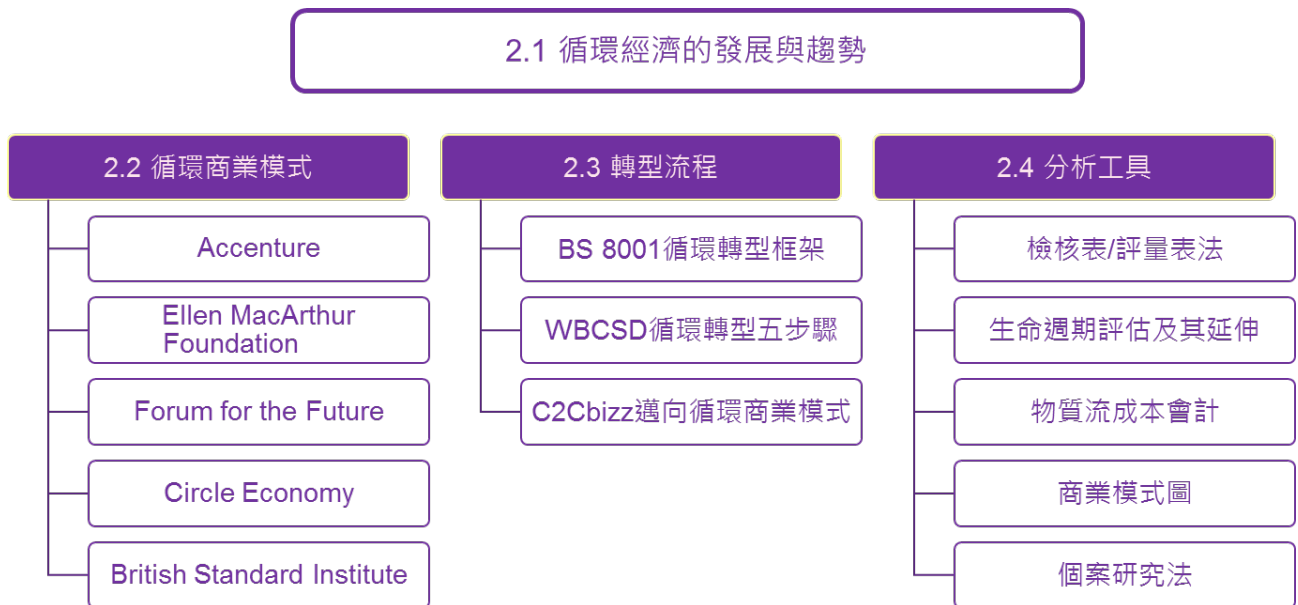 2.1 循環經濟的發展與趨勢
2.2 循環商業模式
Accenture
Ellen MacArthur
Foundation
Forum for the Future
Circle Economy
British Standard Institute
2.3 轉型流程
BS 8001循環轉型框架
WBCSD循環轉型五步驟
C2Cbizz邁向循環商業模式
2.4 分析工具
檢核表/評量表法
生命週期評估及其延伸
物質流成本會計
商業模式圖
個案研究法